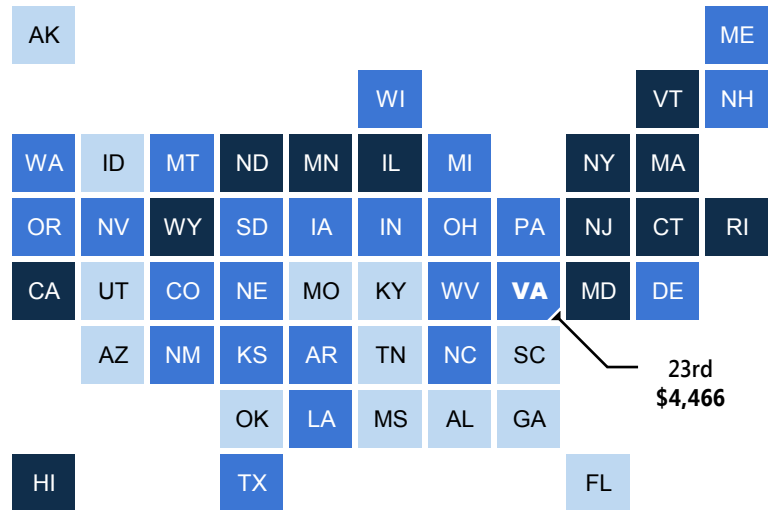 AK ME
WI VT NH
WA ID MT ND MN IL MI NY MA
OR NV WY SD IA IN OH PA NJ CT RI
CA UT CO NE MO KY WV VA MD DE
AZ NM KS AR TN NC SC
23rd
$4,466
OK LA MS AL GA
HI TX FL